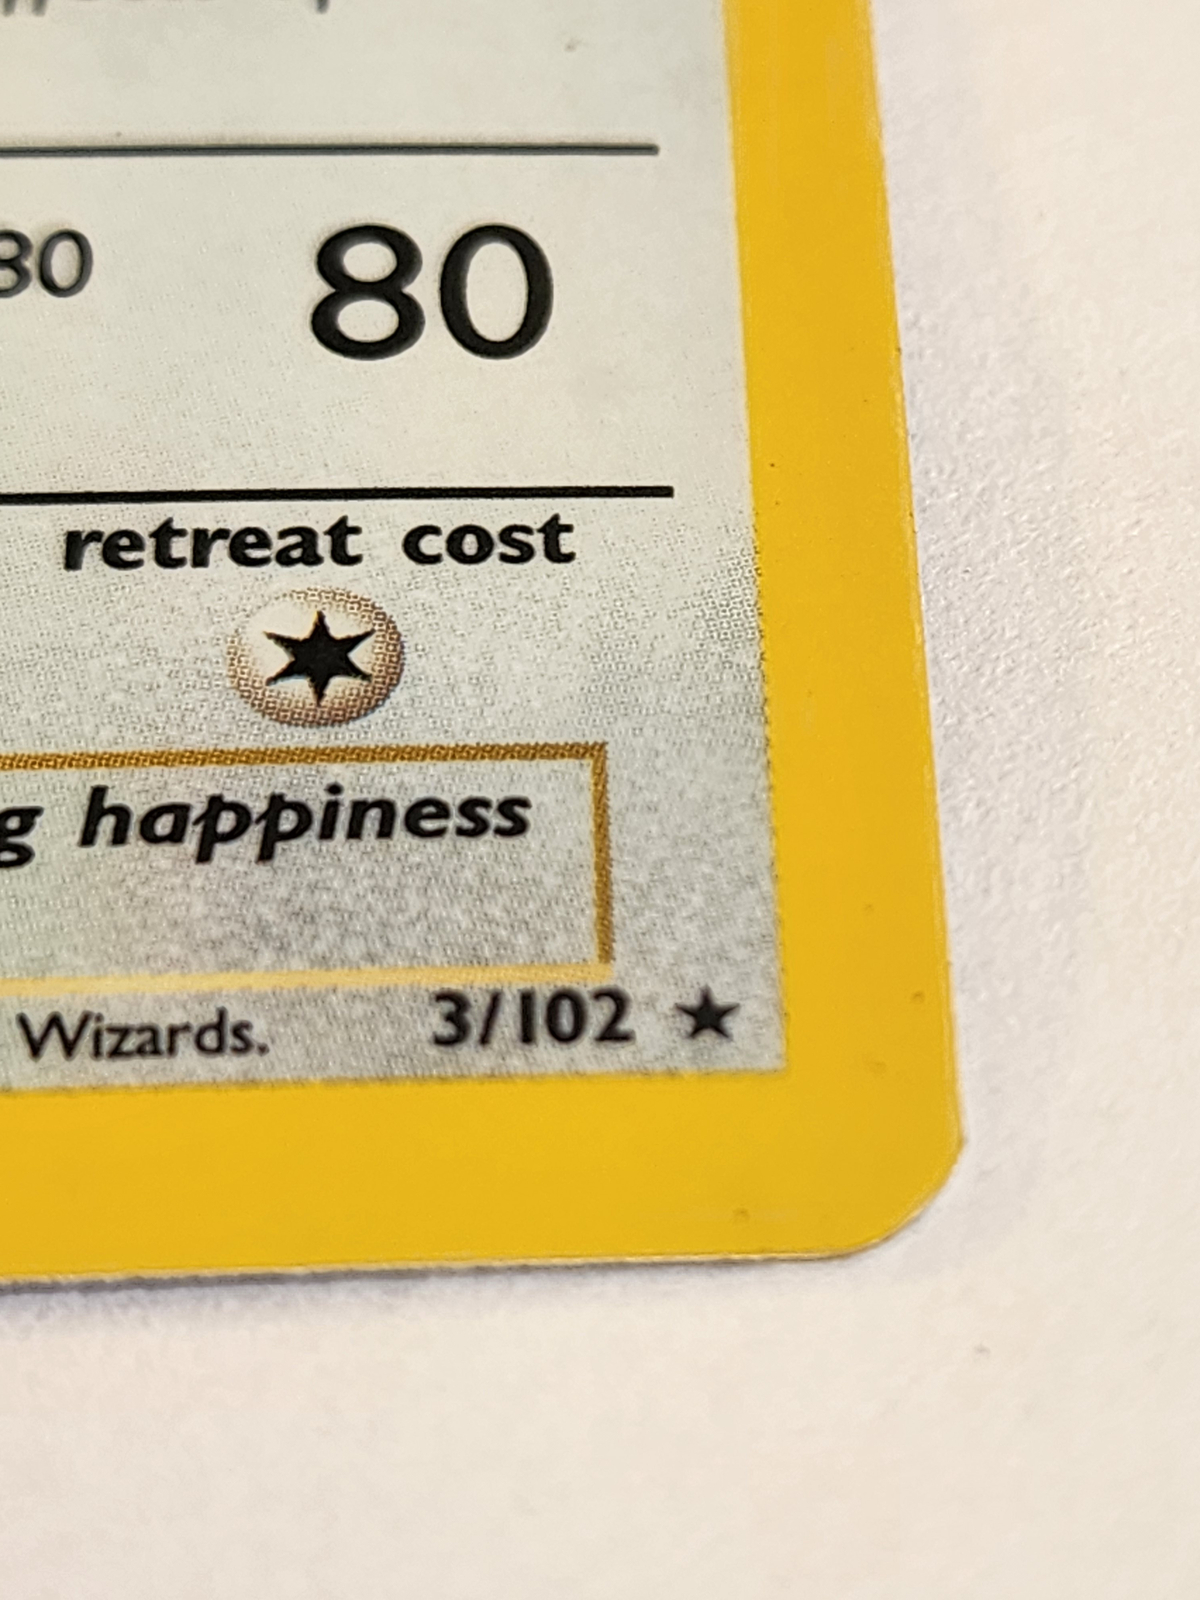 80
80
retreat cost
g happiness
Wizards. 3/102 ★